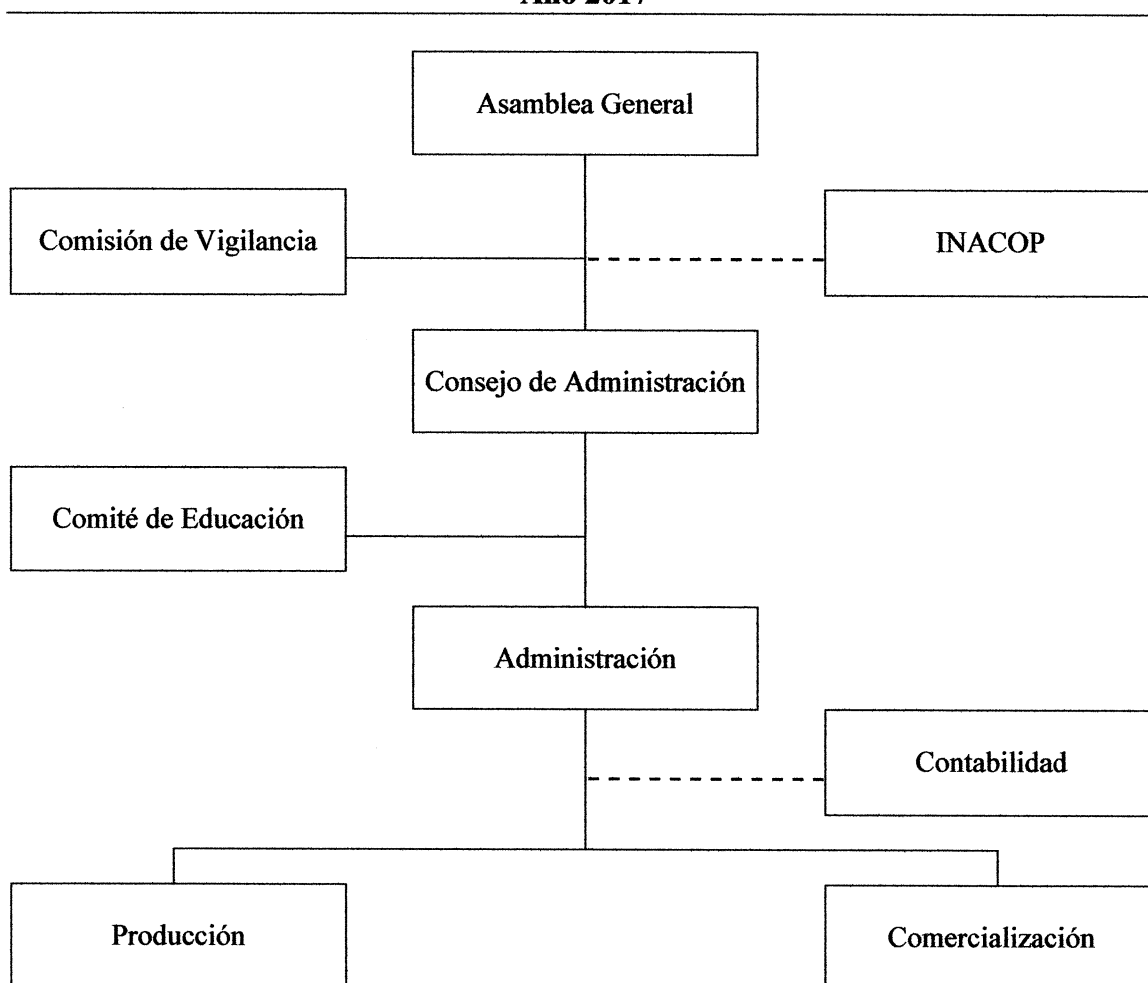 Asamblea General
Comisión de Vigilancia
INACOP
Consejo de Administración
Comité de Educación
Administración
Contabilidad
Producción
Comercialización